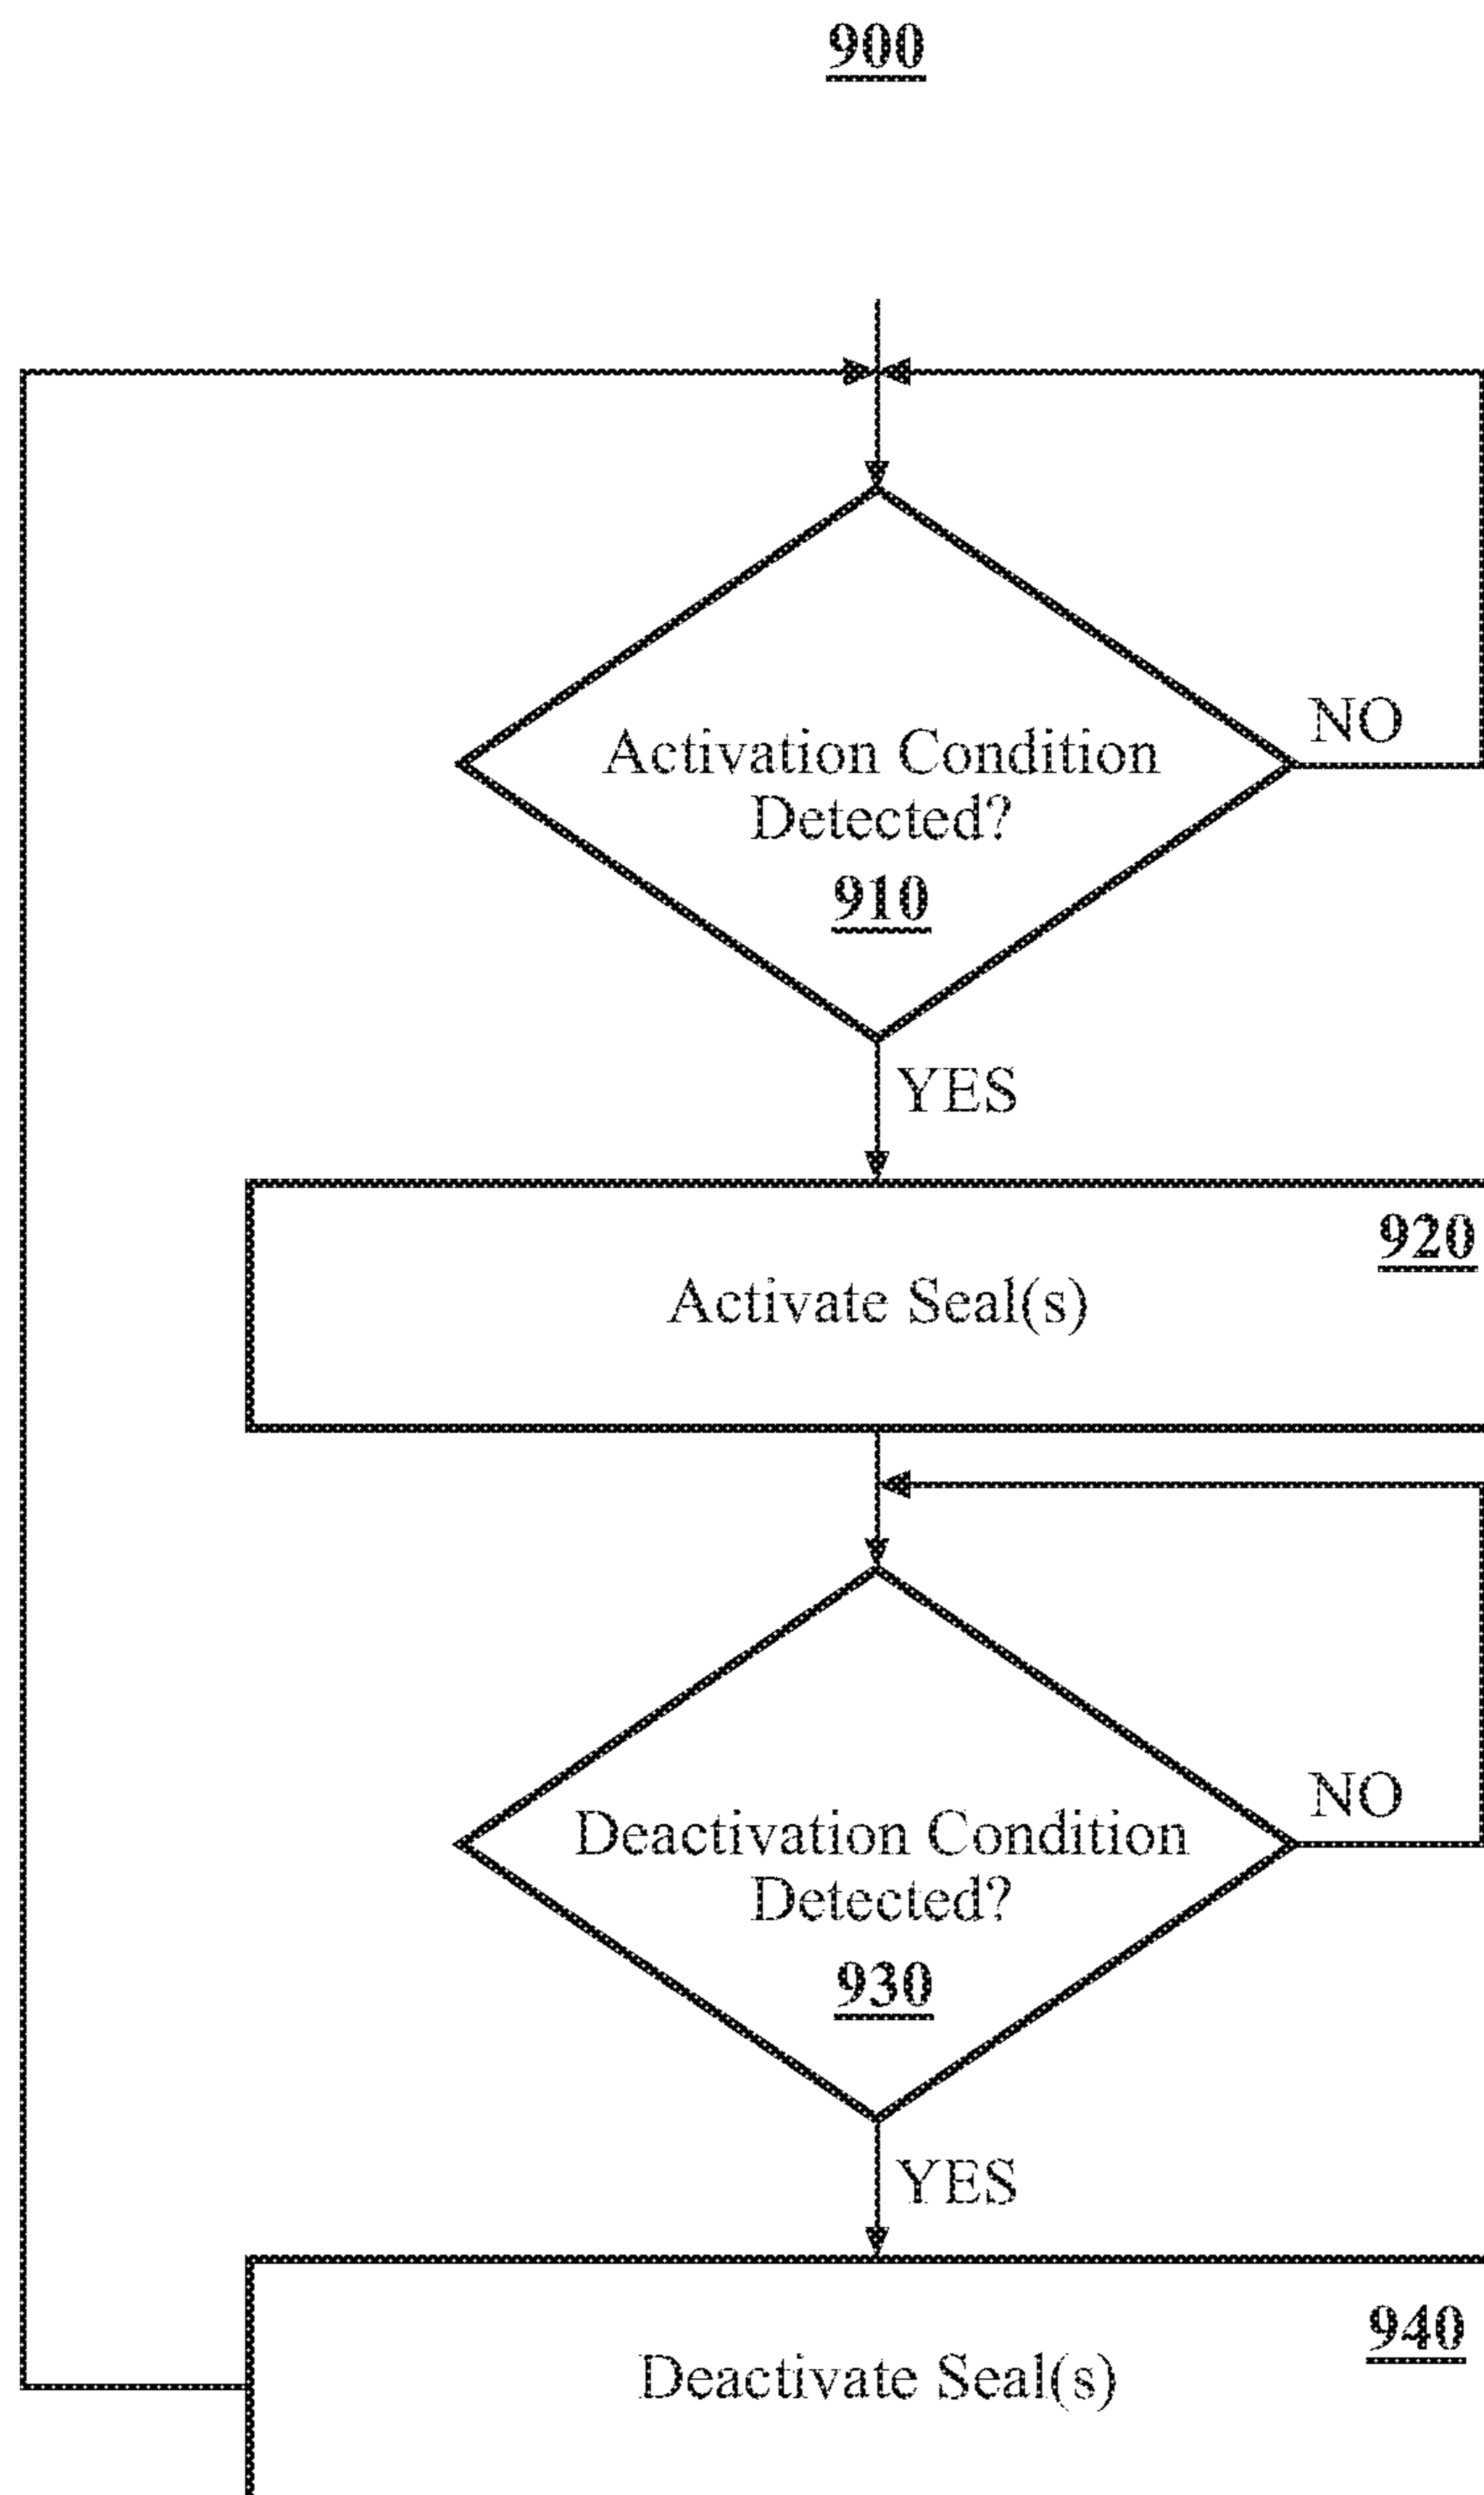 900
Activation Condition
Detected?
910
NO
YES
920
Activate Seal(s)
Deactivation Condition
Detected?
930
NO
YES
940
Deactivate Seal(s)